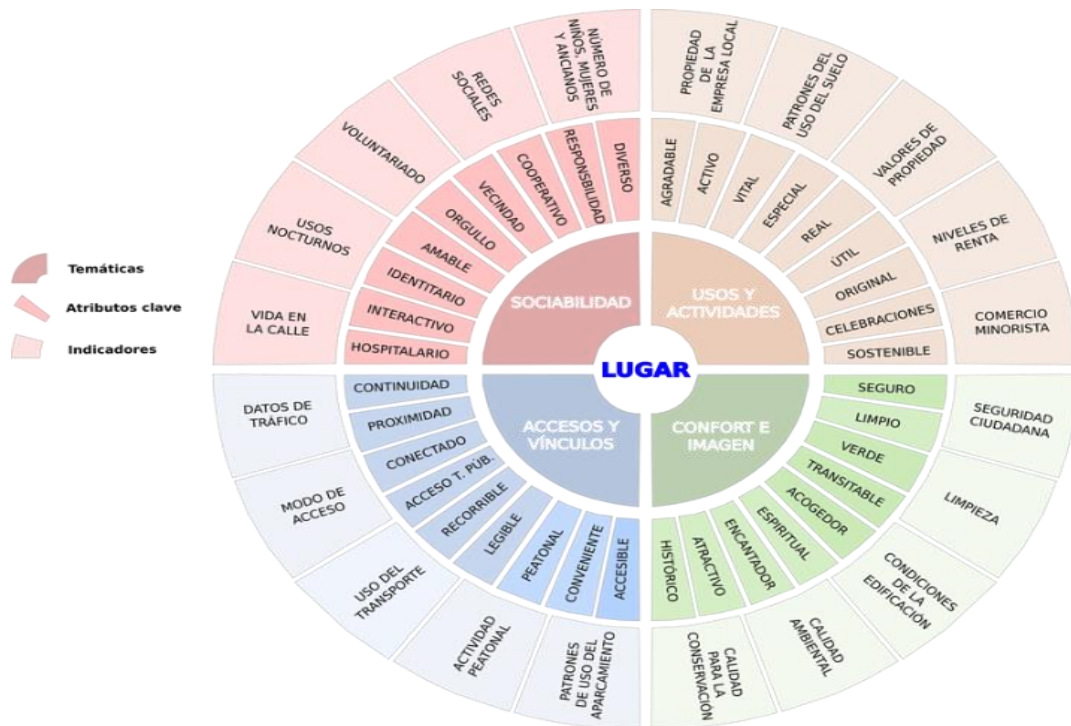 NÚMERO DE
NIÑOS, MUJERES
Y ANCIANOS
REDES
SOCIALES
VOLUNTARIADO
USOS
NOCTURNOS
VIDA EN
LA CALLE
DIVERSO
RESPONSBILIDAD
COOPERATIVO
VECINDAD
ORGULLO
AMABLE
IDENTITARIO
INTERACTIVO
HOSPITALARIO
SOCIABILIDAD
PROPIEDAD
DE LA
EMPRESA LOCAL
PATRONES DEL
USO DEL SUELO
VALORES DE
PROPIEDAD
NIVELES DE
RENTA
COMERCIO
MINORISTA
AGRADABLE
ACTIVO
VITAL
ESPECIAL
REAL
ÚTIL
ORIGINAL
CELEBRACIONES
SOSTENIBLE
USOS Y
ACTIVIDADES
Temáticas
Atributos clave
Indicadores
LUGAR
ACCESOS Y
VÍNCULOS
CONTINUIDAD
PROXIMIDAD
CONECTADO
ACCESO T. PÚB.
RECORRIBLE
LEGIBLE
PEATONAL
CONVENIENTE
ACCESIBLE
DATOS DE
TRÁFICO
MODO DE
ACCESO
USO DEL
TRANSPORTE
ACTIVIDAD
PEATONAL
PATRONES
DE USO DEL
APARCAMIENTO
CONFORT E
IMAGEN
SEGURO
LIMPIO
VERDE
TRANSITABLE
ACOGEDOR
ESPIRITUAL
ENCANTADOR
ATRACTIVO
HISTÓRICO
SEGURIDAD
CIUDADANA
LIMPIEZA
CONDICIONES
DE LA
EDIFICACIÓN
CALIDAD
AMBIENTAL
CALIDAD
PARA LA
CONSERVACIÓN